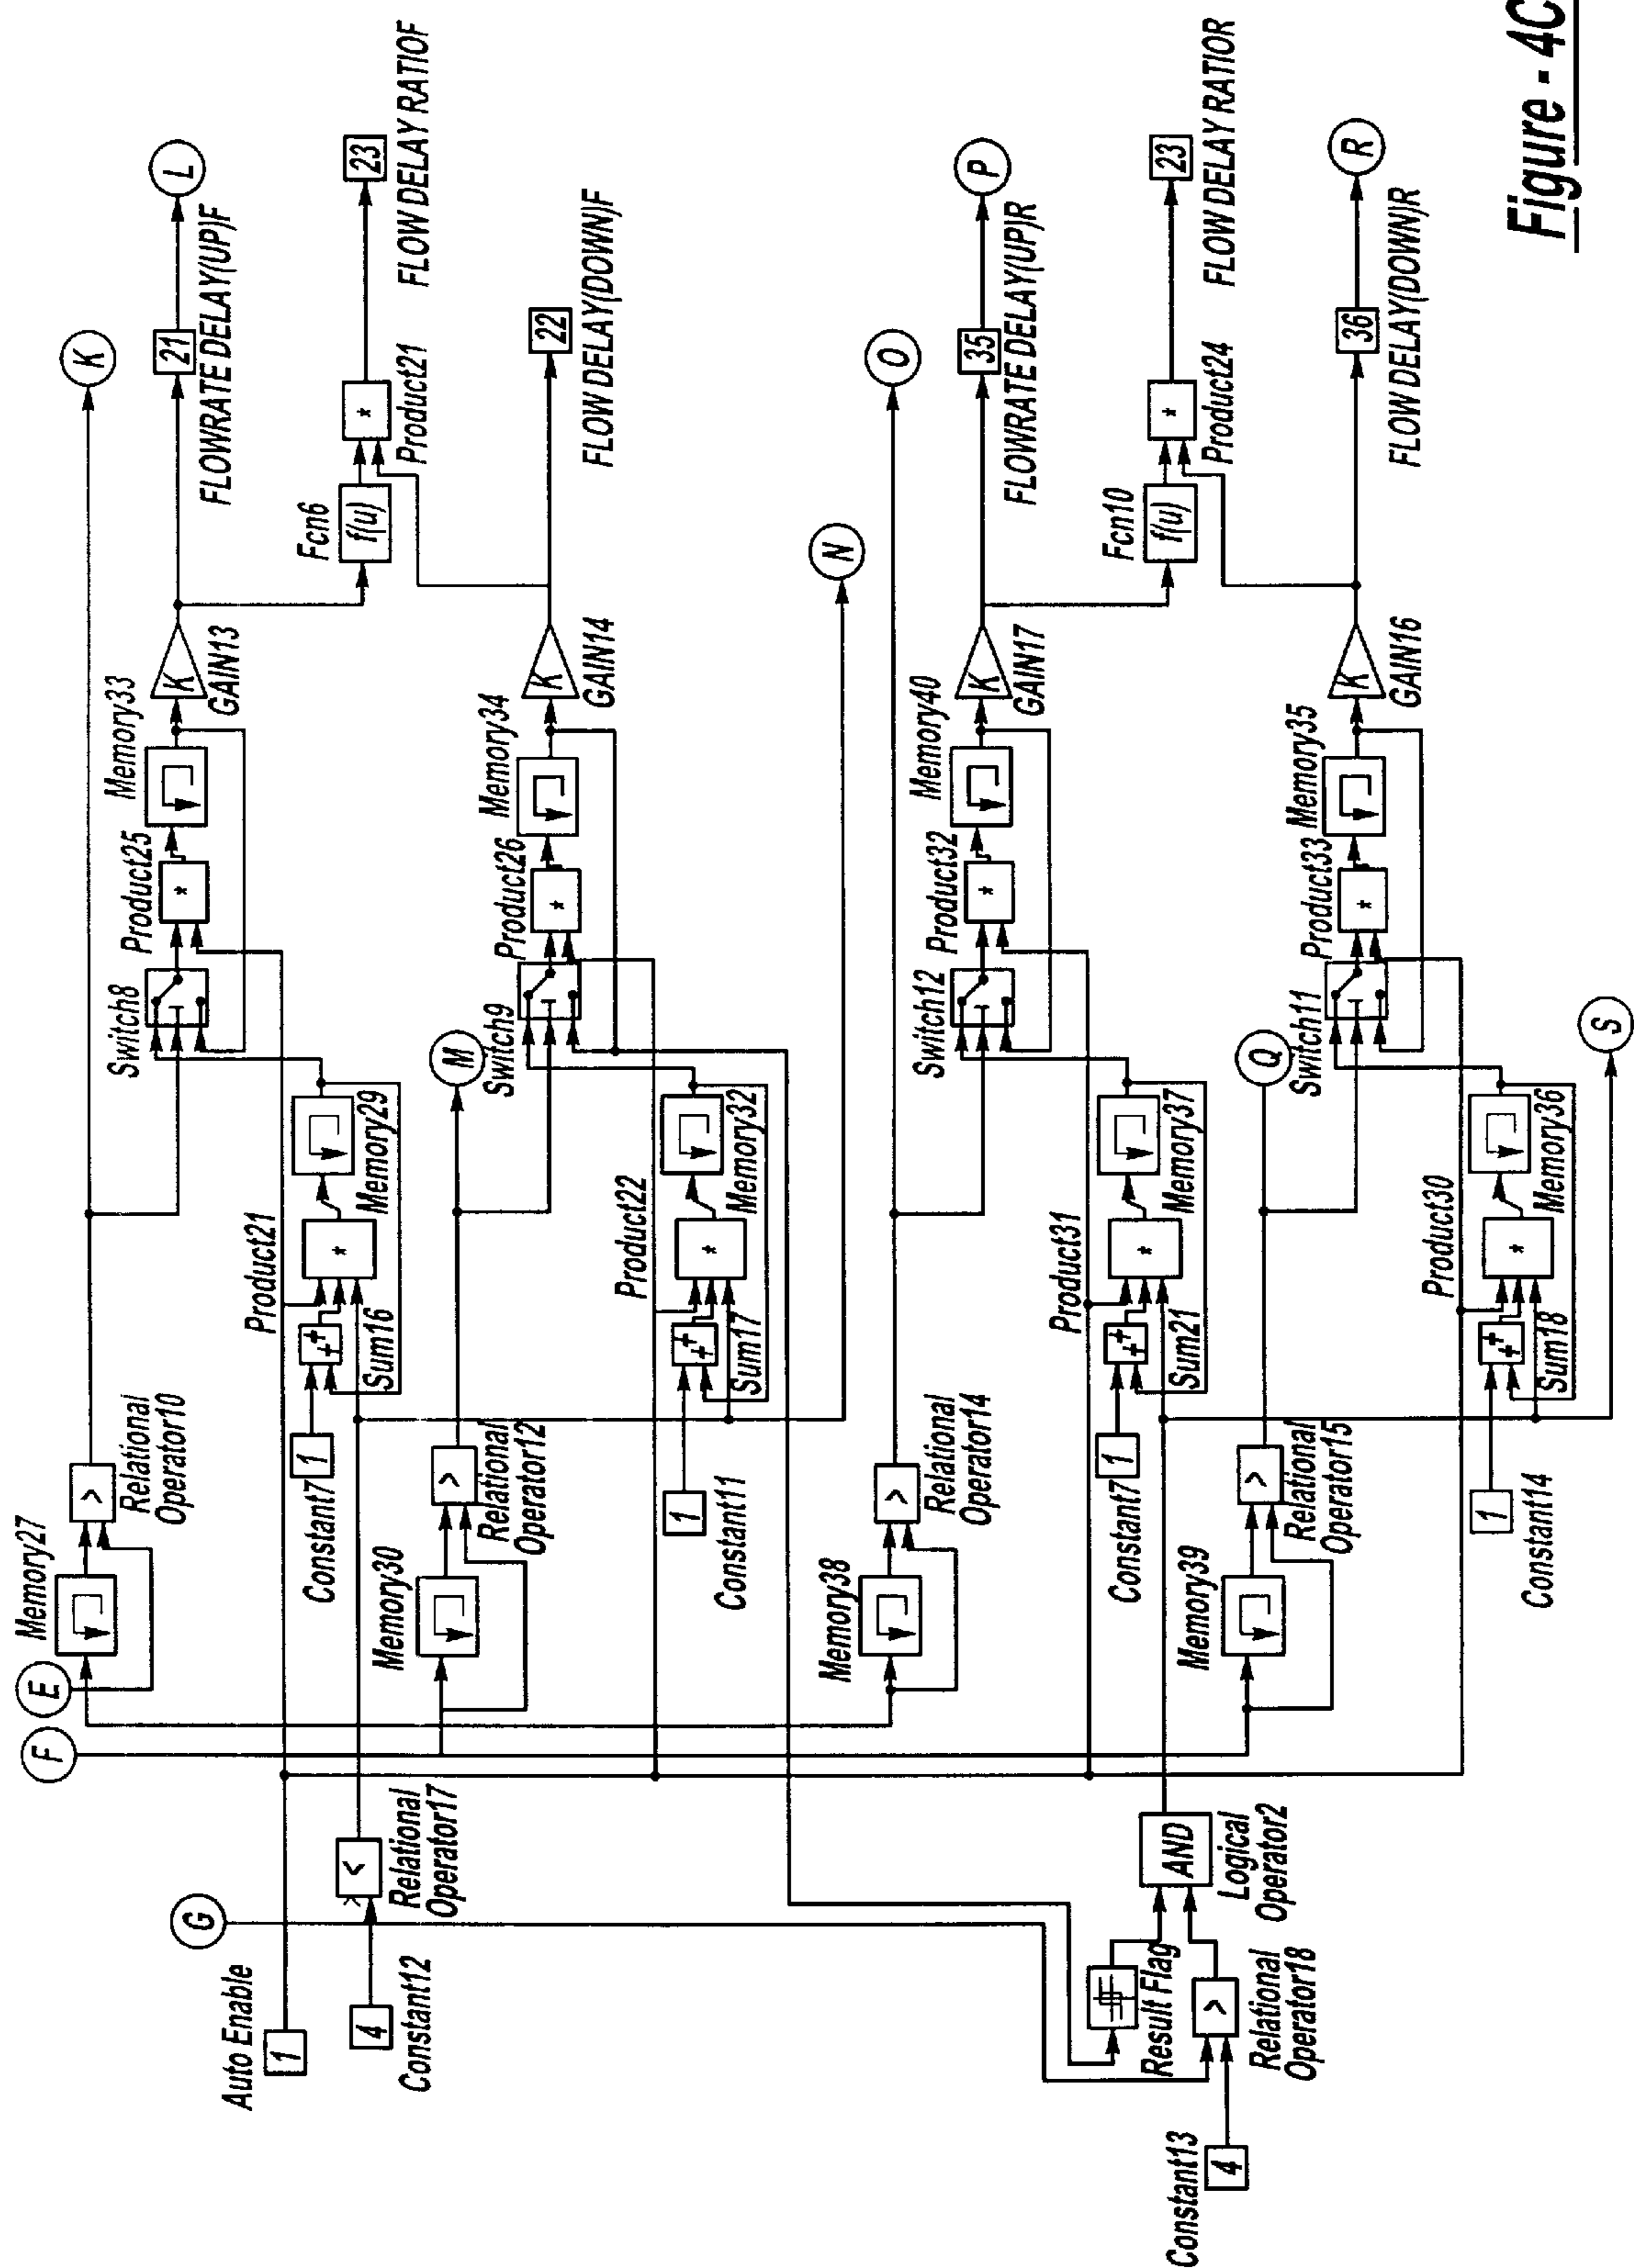 F
E
Memory27
>
Relational
Operator10
K
G
Auto Enable
1
Switch8
Product25
*
Memory33
K
GAIN13
21
FLOWRATE DELAY(UP)F
L
Constant12
4
<
Relational
Operator17
Constant7
1
Sum16
++
Product21
*
Memory29
Fcn6
f(u)
*
Product21
23
FLOW DELAY RATIOF
Memory30
>
Relational
Operator12
M
Switch9
Product26
*
Memory34
K
GAIN14
22
FLOW DELAY(DOWN)F
Constant11
1
Sum17
++
Product22
*
Memory32
N
Memory38
>
Relational
Operator14
O
Switch12
Product32
*
Memory40
K
GAIN17
35
FLOWRATE DELAY(UP)R
P
Result Flag
AND
Logical
Operator2
Constant13
4
>
Relational
Operator18
Constant7
1
Sum21
++
Product31
*
Memory37
Fcn10
f(u)
*
Product24
23
FLOW DELAY RATIOR
Memory39
>
Relational
Operator15
Q
Switch11
Product33
*
Memory35
K
GAIN16
36
FLOW DELAY(DOWN)R
R
Constant14
1
Sum18
++
Product30
*
Memory36
S
Figure - 4C